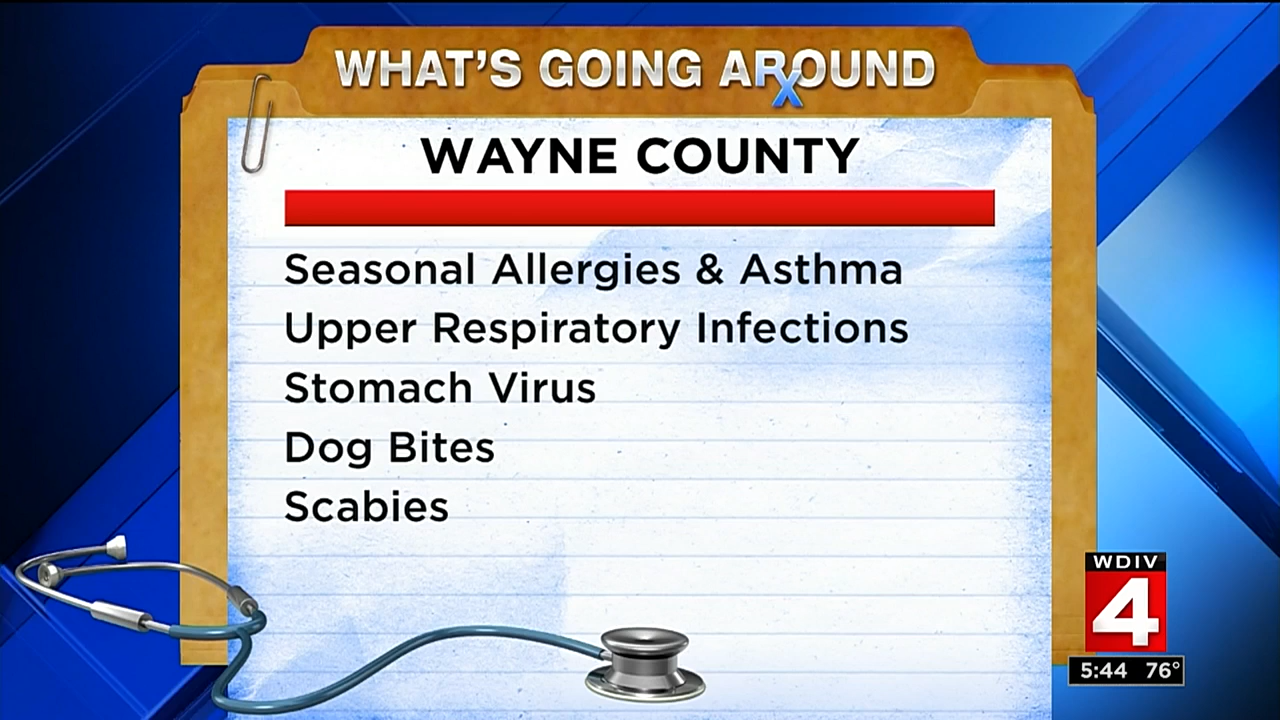 WHAT'S GOING AROUND
WAYNE COUNTY
Seasonal Allergies & Asthma
Upper Respiratory Infections
Stomach Virus
Dog Bites
Scabies
WDIV
4
5:44 76°